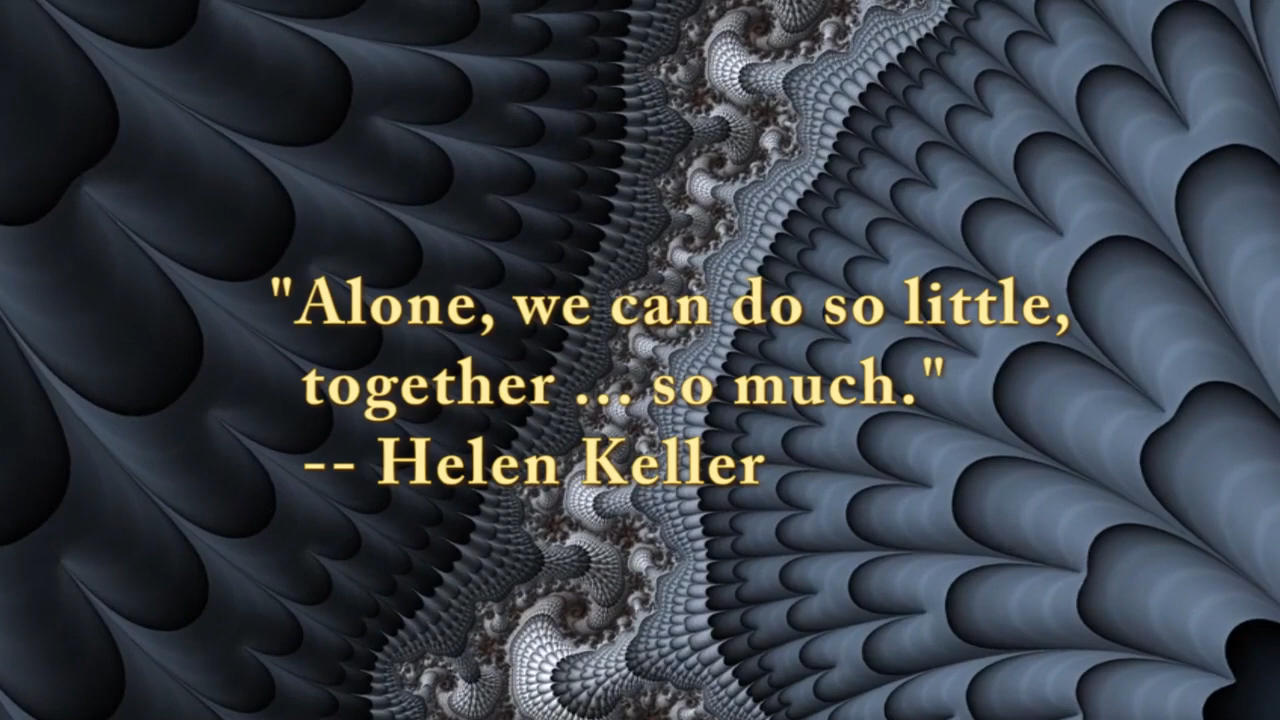 "Alone, we can do so little,
together ... so much."
-- Helen Keller